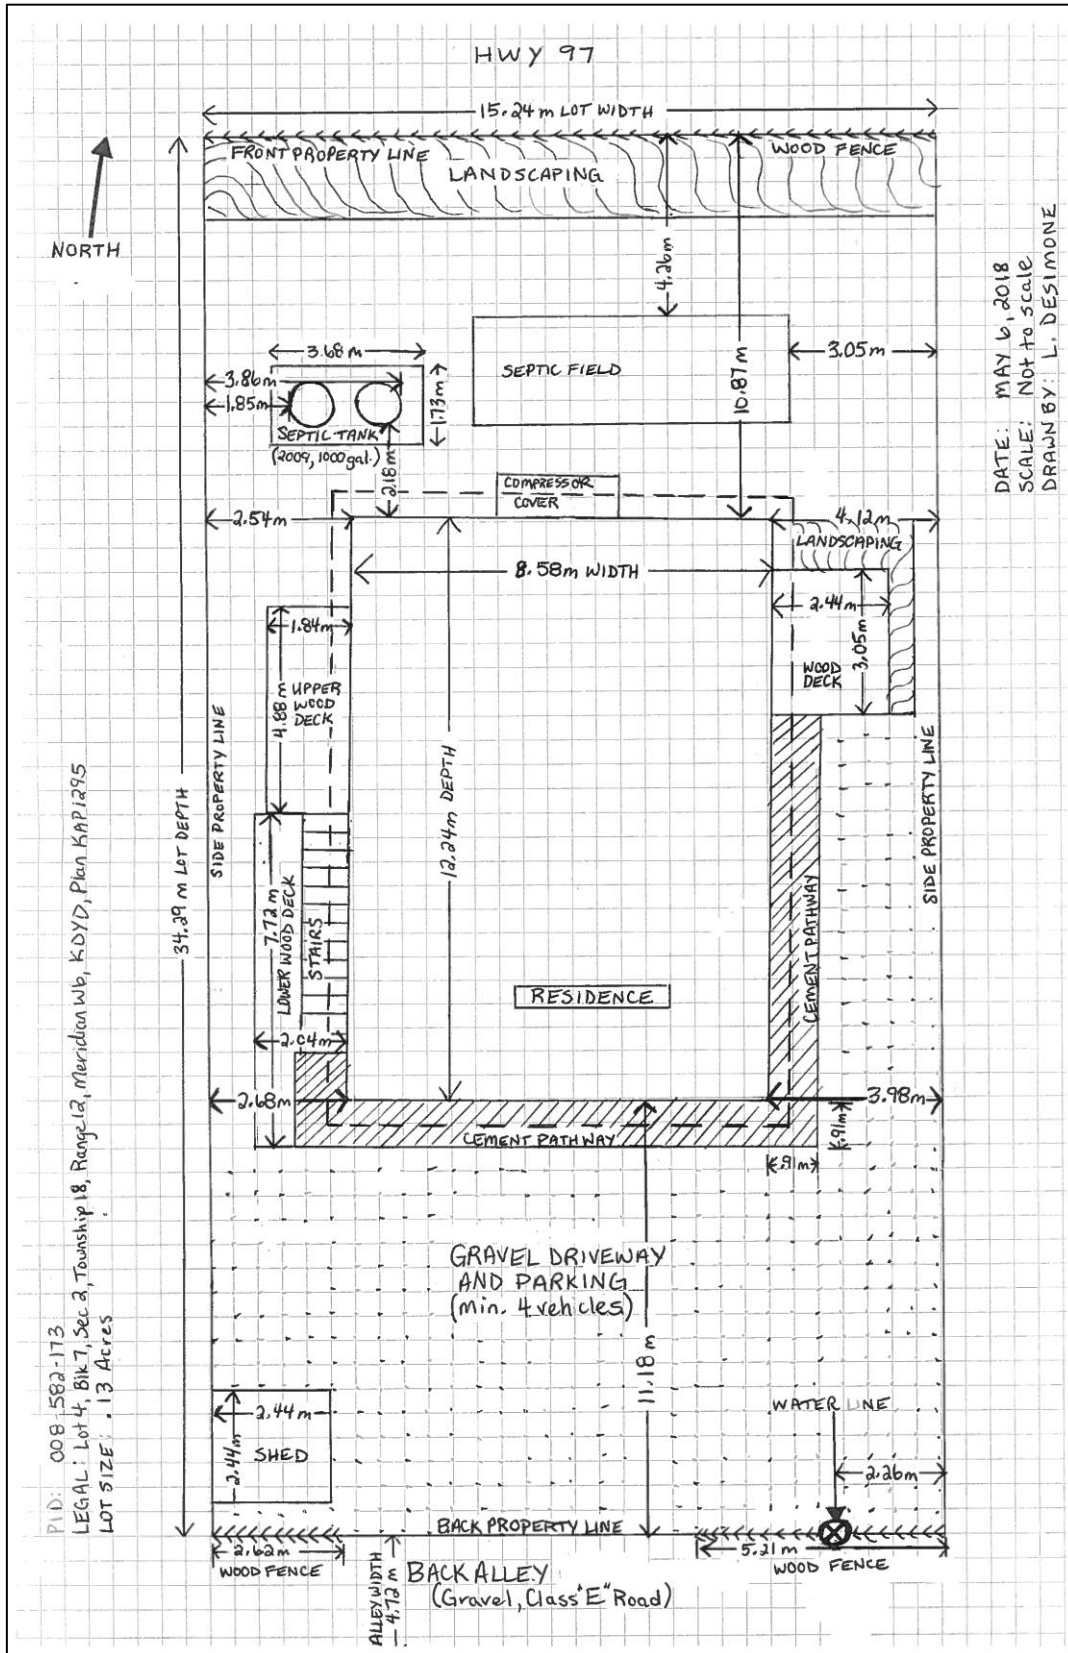 HWY 97
15.24m LOT WIDTH
FRONT PROPERTY LINE
WOOD FENCE
LANDSCAPING
NORTH
4.26m
10.87m
3.68m
3.86m
1.85m
1.73m
SEPTIC TANK
(2009, 1000gal.)
2.18m
SEPTIC FIELD
3.05m
DATE: MAY 6, 2018
SCALE: Not to scale
DRAWN BY: L. DESIMONE
COMPRESSOR
COVER
2.54m
4.12m
LANDSCAPING
8.58m WIDTH
2.44m
3.05m
WOOD
DECK
1.84m
4.88m
UPPER
WOOD
DECK
SIDE PROPERTY LINE
34.29 m LOT DEPTH
12.24m DEPTH
SIDE PROPERTY LINE
7.72m
LOWER WOOD DECK
STAIRS
CEMENT PATHWAY
RESIDENCE
2.04m
2.68m
3.98m
CEMENT PATHWAY
.91m
.91m
GRAVEL DRIVEWAY
AND PARKING
(min. 4 vehicles)
11.18 m
PID: 008-582-173
LEGAL: Lot 4, Blk 7, Sec 2, Township 18, Range 12, Meridian W6, KDYD, Plan KAP1295
LOT SIZE: .13 Acres
2.44m
2.44m
SHED
WATER LINE
2.26m
BACK PROPERTY LINE
2.62m
WOOD FENCE
5.21m
WOOD FENCE
ALLEY WIDTH
4.72 m
BACK ALLEY
(Gravel, Class "E" Road)